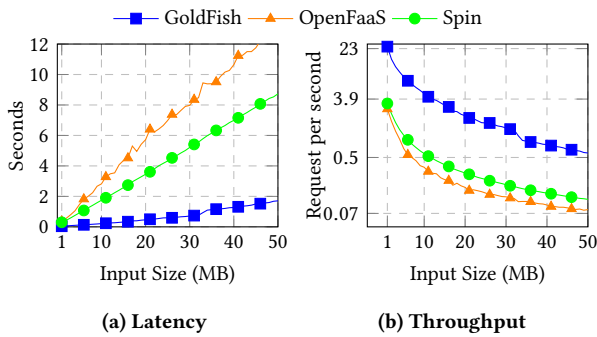 GoldFish OpenFaaS Spin
12
10
8
6
4
2
0
Seconds
1 10 20 30 40 50
Input Size (MB)
(a) Latency
23
3.9
0.5
0.07
Request per second
1 10 20 30 40 50
Input Size (MB)
(b) Throughput